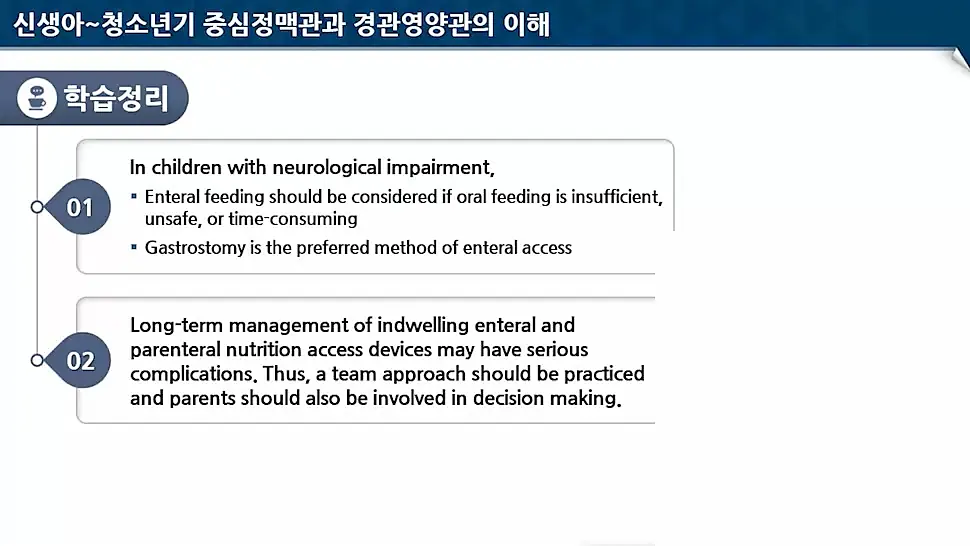 신생아~청소년기 중심정맥관과 경관영양관의 이해
학습정리
01
In children with neurological impairment,
▪ Enteral feeding should be considered if oral feeding is insufficient,
unsafe, or time-consuming
▪ Gastrostomy is the preferred method of enteral access
02
Long-term management of indwelling enteral and
parenteral nutrition access devices may have serious
complications. Thus, a team approach should be practiced
and parents should also be involved in decision making.